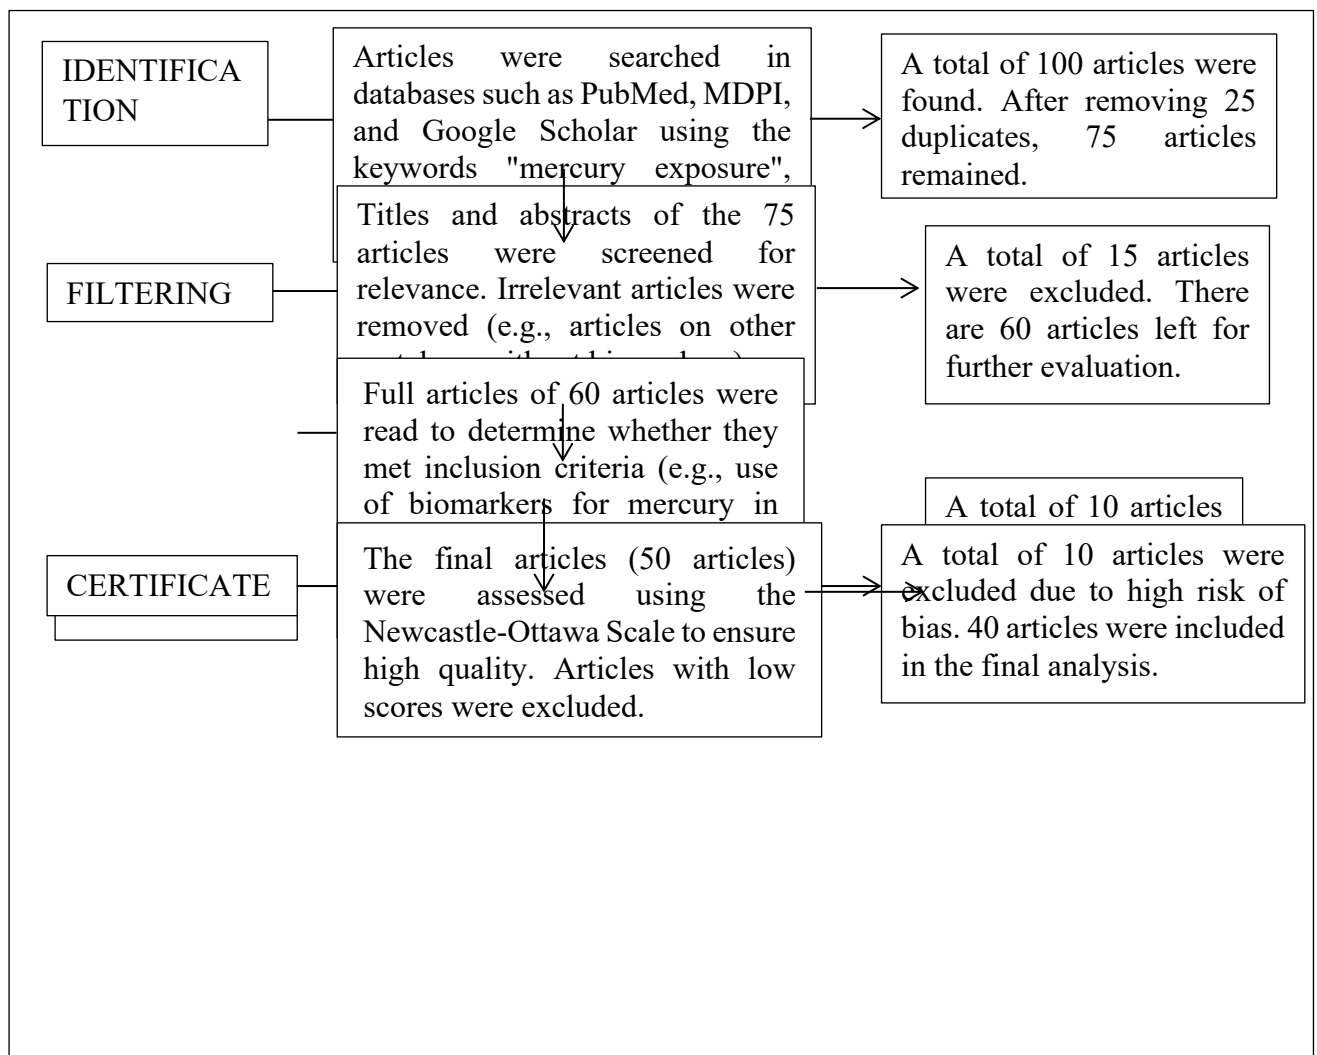 IDENTIFICA
TION
Articles were searched in
databases such as PubMed, MDPI,
and Google Scholar using the
keywords "mercury exposure",
A total of 100 articles were
found. After removing 25
duplicates, 75 articles
remained.
FILTERING
Titles and abstracts of the 75
articles were screened for
relevance. Irrelevant articles were
removed (e.g., articles on other
A total of 15 articles
were excluded. There
are 60 articles left for
further evaluation.
Full articles of 60 articles were
read to determine whether they
met inclusion criteria (e.g., use
of biomarkers for mercury in
A total of 10 articles
CERTIFICATE
The final articles (50 articles)
were assessed using the
Newcastle-Ottawa Scale to ensure
high quality. Articles with low
scores were excluded.
A total of 10 articles were
excluded due to high risk of
bias. 40 articles were included
in the final analysis.